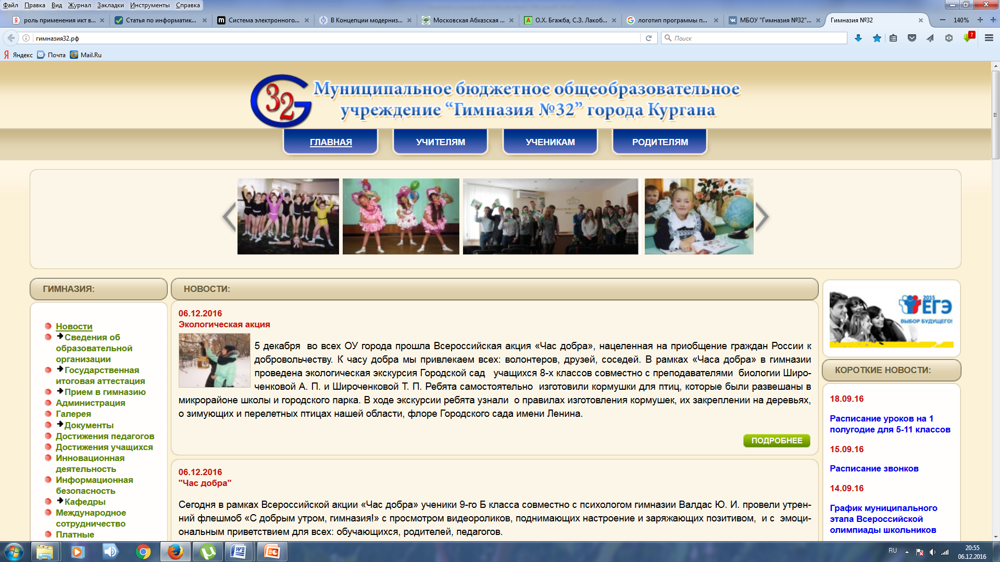 Файл Правка Вид Журнал Закладки Инструменты Справка
роль применения икт в...
Статья по информатик...
Система электронного...
В Концепции модерниз...
Московская Абхазская ...
О.Х. Бгажба, С.З. Лакоб...
логотип программы п...
МБОУ "Гимназия №32"...
Гимназия №32
140%
гимназия32.рф
Поиск
Яндекс Почта Mail.Ru
32
Муниципальное бюджетное общеобразовательное
учреждение “Гимназия №32” города Кургана
ГЛАВНАЯ УЧИТЕЛЯМ УЧЕНИКАМ РОДИТЕЛЯМ
ГИМНАЗИЯ:
Новости
Сведения об
образовательной
организации
Государственная
итоговая аттестация
Прием в гимназию
Администрация
Галерея
Документы
Достижения педагогов
Достижения учащихся
Инновационная
деятельность
Информационная
безопасность
Кафедры
Международное
сотрудничество
Платные
НОВОСТИ:
06.12.2016
Экологическая акция
5 декабря во всех ОУ города прошла Всероссийская акция «Час добра», нацеленная на приобщение граждан России к
добровольчеству. К часу добра мы привлекаем всех: волонтеров, друзей, соседей. В рамках «Часа добра» в гимназии
проведена экологическая экскурсия Городской сад учащихся 8-х классов совместно с преподавателями биологии Широ-
ченковой А. П. и Широченковой Т. П. Ребята самостоятельно изготовили кормушки для птиц, которые были развешаны в
микрорайоне школы и городского парка. В ходе экскурсии ребята узнали о правилах изготовления кормушек, их закреплении на деревьях,
о зимующих и перелетных птицах нашей области, флоре Городского сада имени Ленина.
ПОДРОБНЕЕ
06.12.2016
"Час добра"
Сегодня в рамках Всероссийской акции «Час добра» ученики 9-го Б класса совместно с психологом гимназии Валдас Ю. И. провели утрен-
ний флешмоб «С добрым утром, гимназия!» с просмотром видеороликов, поднимающих настроение и заряжающих позитивом, и с эмоци-
ональным приветствием для всех: обучающихся, родителей, педагогов.
2015
ЕГЭ
ВЫБОР БУДУЩЕГО!
КОРОТКИЕ НОВОСТИ:
18.09.16
Расписание уроков на 1
полугодие для 5-11 классов
15.09.16
Расписание звонков
14.09.16
График муниципального
этапа Всероссийской
олимпиады школьников
RU
20:55
06.12.2016